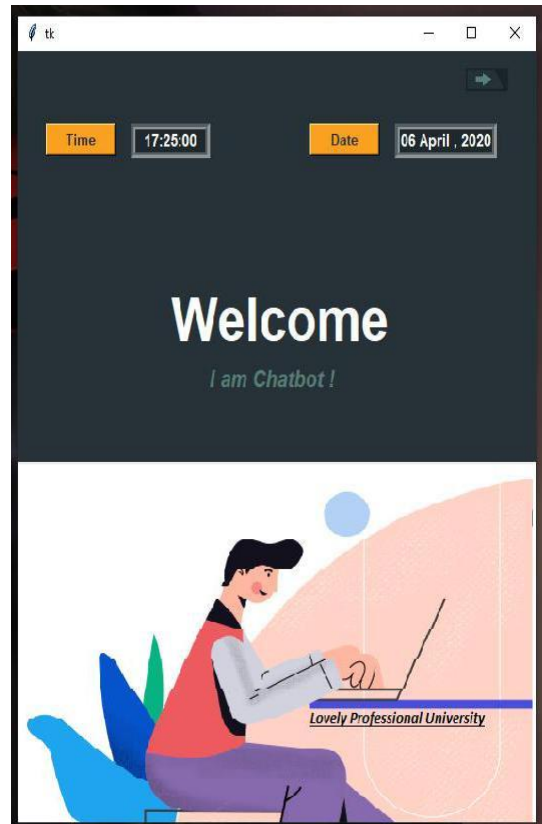 tk
Time 17:25:00 Date 06 April , 2020
Welcome
I am Chatbot !
Lovely Professional University